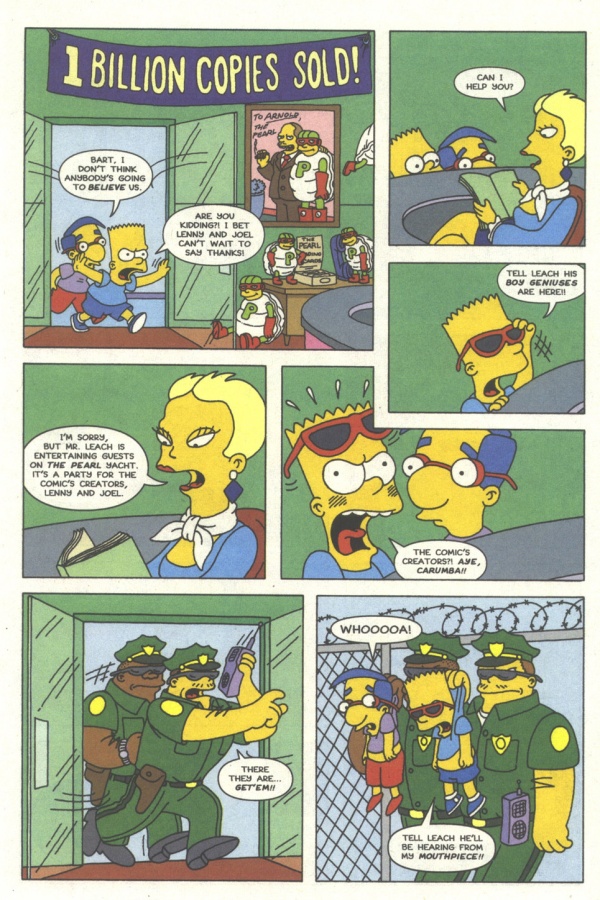 1 BILLION COPIES SOLD!
TO ARNOLD,
THE
PEARL
BART, I
DON'T THINK
ANYBODY'S GOING
TO BELIEVE US.
ARE YOU
KIDDING?! I BET
LENNY AND JOEL
CAN'T WAIT TO
SAY THANKS!
P
P
THE
PEARL
P
P
CAN I
HELP YOU?
TELL LEACH HIS
BOY GENIUSES
ARE HERE!!
I'M SORRY,
BUT MR. LEACH IS
ENTERTAINING GUESTS
ON THE PEARL YACHT.
IT'S A PARTY FOR THE
COMIC'S CREATORS,
LENNY AND JOEL.
THE COMIC'S
CREATORS?! AYE,
CARUMBA!!
THERE
THEY ARE...
GET'EM!!
WHOOOOA!
TELL LEACH HE'LL
BE HEARING FROM
MY MOUTHPIECE!!